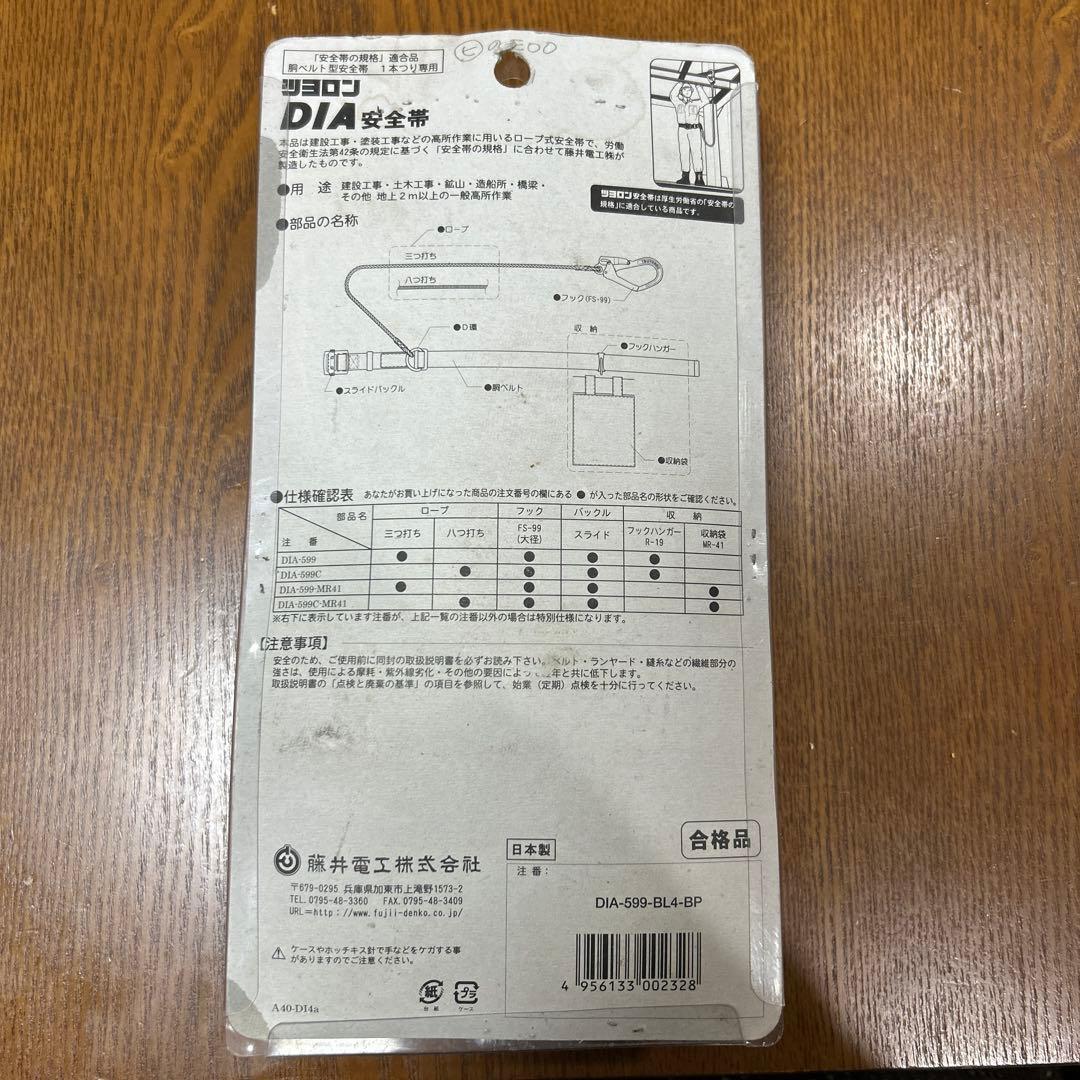 「安全帯の規格」適合品
胴ベルト型安全帯 1本つり専用
ツヨロン
DIA 安全帯
本品は建設工事・塗装工事などの高所作業に用いるロープ式安全帯で、労働
安全衛生法第42条の規定に基づく「安全帯の規格」に合わせて藤井電工㈱が
製造したものです。
●用 途 建設工事・土木工事・鉱山・造船所・橋梁・
その他 地上2m以上の一般高所作業
ツヨロン安全帯は厚生労働省の「安全帯の
規格」に適合している商品です。
●部品の名称
●ロープ
三つ打ち
八つ打ち
●フック(FS-99)
収 納
●D環
●フックハンガー
●スライドバックル
●胴ベルト
●収納袋
●仕様確認表 あなたがお買い上げになった商品の注文番号の欄にある ● が入った部品名の形状をご確認ください。
部品名 ロープ フック バックル 収 納
注 番 三つ打ち 八つ打ち FS-99 (大径) スライド フックハンガー R-19 収納袋 MR-41
DIA-599 ● ● ● ●
DIA-599C ● ● ● ●
DIA-599-MR41 ● ● ● ●
DIA-599C-MR41 ● ● ● ●
※右下に表示しています注番が、上記一覧の注番以外の場合は特別仕様になります。
【注意事項】
安全のため、ご使用前に同封の取扱説明書を必ずお読み下さい。ベルト・ランヤード・縫糸などの繊維部分の
強さは、使用による摩耗・紫外線劣化・その他の要因によって年と共に低下します。
取扱説明書の「点検と廃棄の基準」の項目を参照して、始業（定期）点検を十分に行ってください。
合格品
日本製
注 番：
DIA-599-BL4-BP
4 956133 002328
藤井電工株式会社
〒679-0295 兵庫県加東市上滝野1573-2
TEL.0795-48-3360 FAX.0795-48-3409
URL=http://www.fujii-denko.co.jp/
⚠ ケースやホッチキス針で手などをケガする事
がありますのでご注意ください。
紙 プラ
台紙 ケース
A40-DI4a